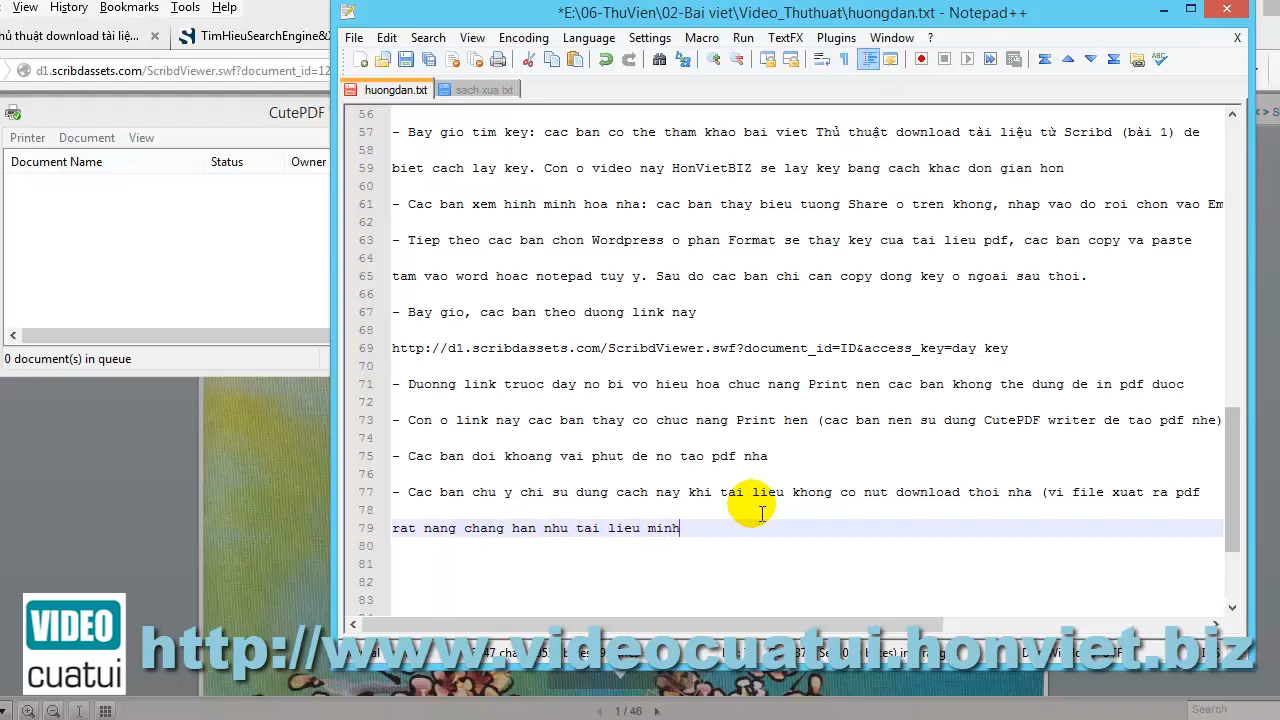 View History Bookmarks Tools Help
*E:\06-ThuVien\02-Bai viet\Video_Thuthuat\huongdan.txt - Notepad++
File Edit Search View Encoding Language Settings Macro Run TextFX Plugins Window ? X
hủ thuật download tài liệ... TimHieuSearchEngine&
d1.scribdassets.com/ScribdViewer.swf?document_id=12
huongdan.txt sach-xua.txt
CutePDF
Printer Document View
Document Name Status Owner
0 document(s) in queue
56
57 - Bay gio tim key: cac ban co the tham khao bai viet Thủ thuật download tài liệu từ Scribd (bài 1) de
58
59 biet cach lay key. Con o video nay HonVietBIZ se lay key bang cach khac don gian hon
60
61 - Cac ban xem hinh minh hoa nha: cac ban thay bieu tuong Share o tren khong, nhap vao do roi chon vao Em
62
63 - Tiep theo cac ban chon Wordpress o phan Format se thay key cua tai lieu pdf, cac ban copy va paste
64
65 tam vao word hoac notepad tuy y. Sau do cac ban chi can copy dong key o ngoai sau thoi.
66
67 - Bay gio, cac ban theo duong link nay
68
69 http://d1.scribdassets.com/ScribdViewer.swf?document_id=ID&access_key=day key
70
71 - Duonng link truoc day no bi vo hieu hoa chuc nang Print nen cac ban khong the dung de in pdf duoc
72
73 - Con o link nay cac ban thay co chuc nang Print hen (cac ban nen su dung CutePDF writer de tao pdf nhe)
74
75 - Cac ban doi khoang vai phut de no tao pdf nha
76
77 - Cac ban chu y chi su dung cach nay khi tai lieu khong co nut download thoi nha (vi file xuat ra pdf
78
79 rat nang chang han nhu tai lieu minh
80
81
82
83
VIDEO
cuatui
http://www.videocuatui.honviet.biz
1 / 46
Search